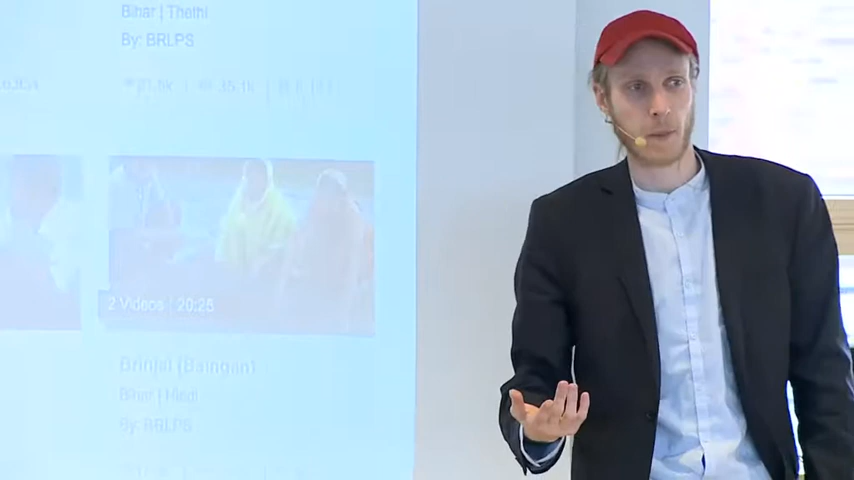 Bihar | Thethi
By: BRLPS
2 Videos | 20:25
Brinjal (Baingan)
Bihar | Hindi
By: BRLPS